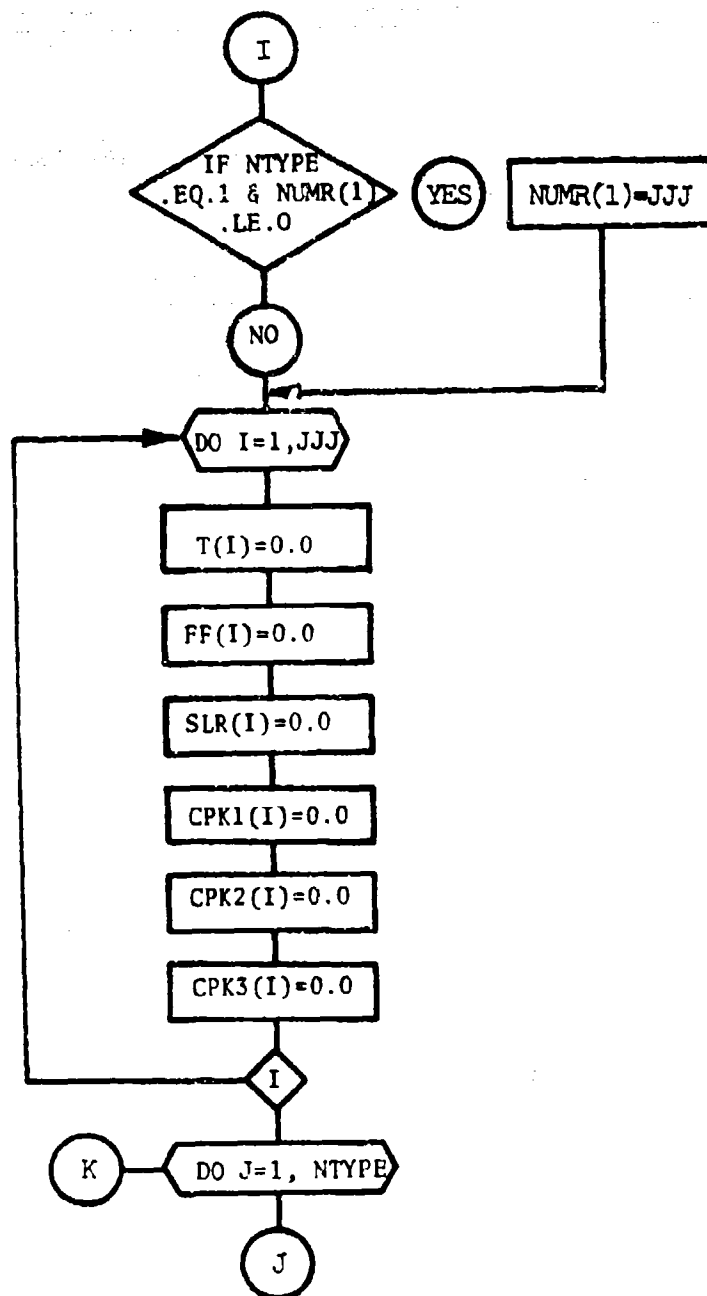 I
IF NTYPE
.EQ.1 & NUMR(1)
.LE.0
YES
NUMR(1)=JJJ
NO
DO I=1,JJJ
T(I)=0.0
FF(I)=0.0
SLR(I)=0.0
CPK1(I)=0.0
CPK2(I)=0.0
CPK3(I)=0.0
I
K
DO J=1, NTYPE
J